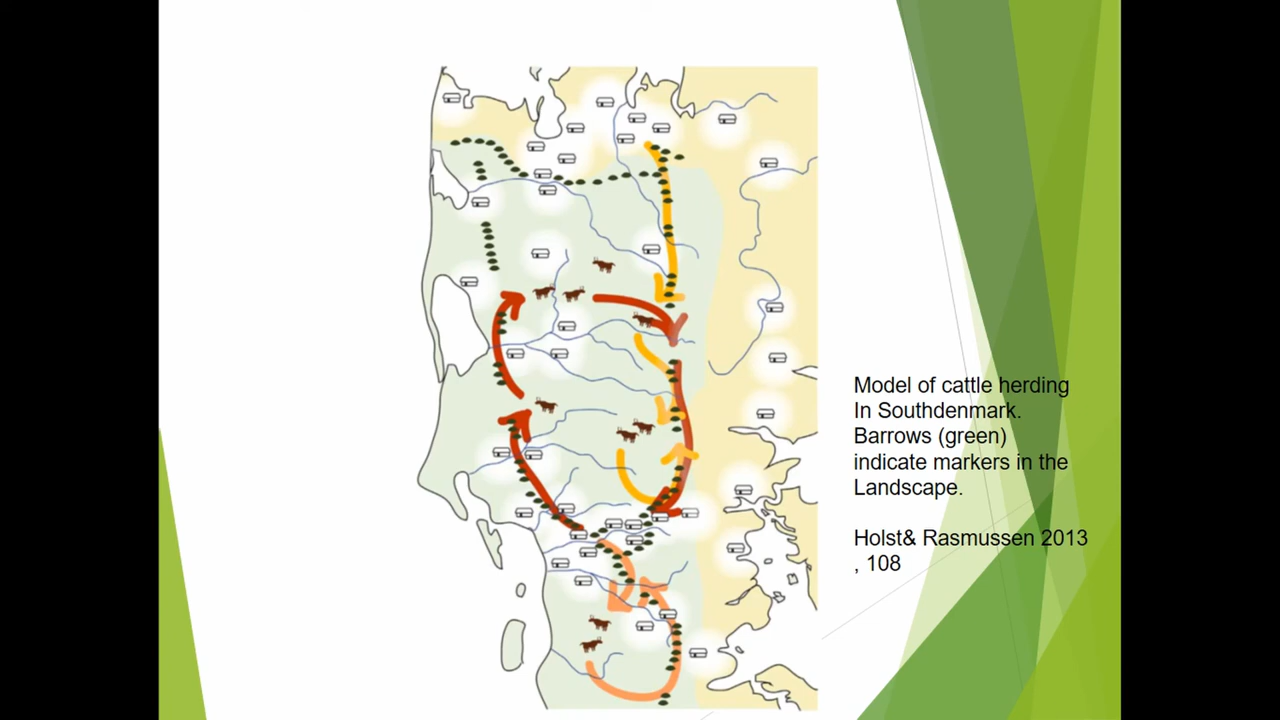 Model of cattle herding
In Southdenmark.
Barrows (green)
indicate markers in the
Landscape.
Holst& Rasmussen 2013
, 108